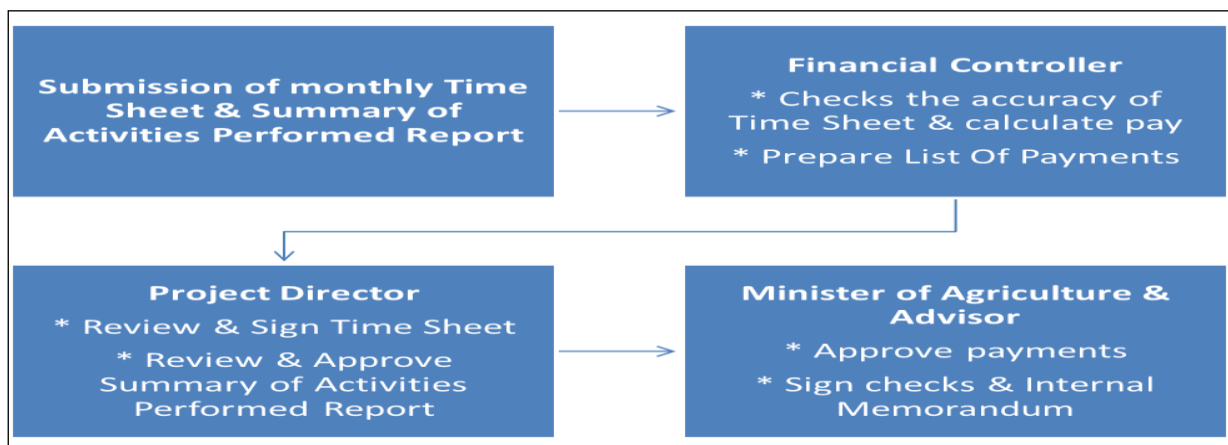 Submission of monthly Time
Sheet & Summary of
Activities Performed Report
Financial Controller
* Checks the accuracy of
Time Sheet & calculate pay
* Prepare List Of Payments
Project Director
* Review & Sign Time Sheet
* Review & Approve
Summary of Activities
Performed Report
Minister of Agriculture &
Advisor
* Approve payments
* Sign checks & Internal
Memorandum